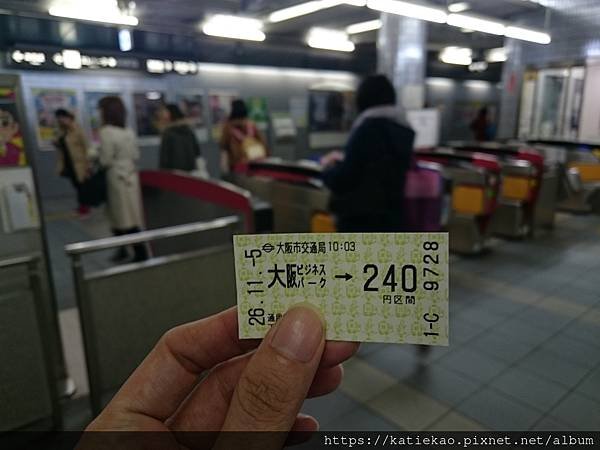 大阪市交通局 10:03
26.11.-5
大阪ビジネスパーク → 240
円区間
1-C 9728
https://katiekao.pixnet.net/album